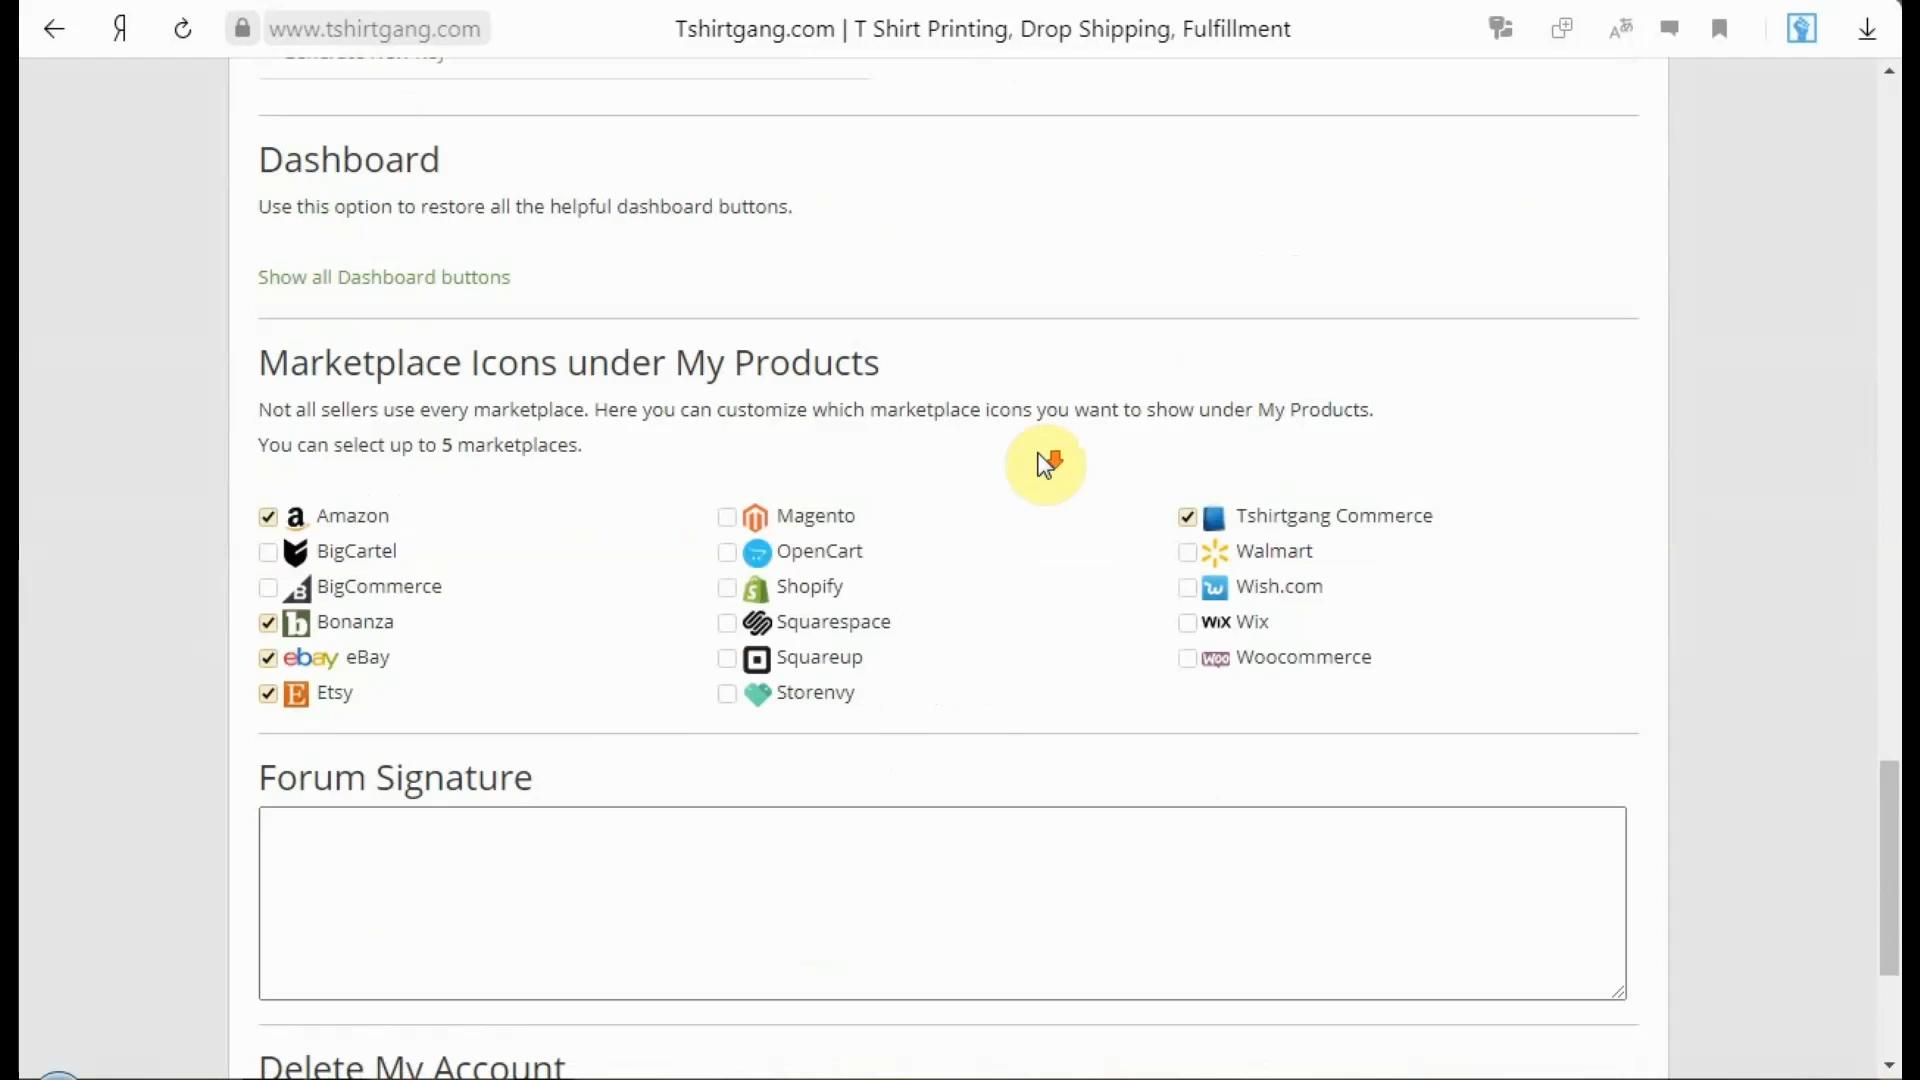 Я
www.tshirtgang.com
Tshirtgang.com | T Shirt Printing, Drop Shipping, Fulfillment
Dashboard
Use this option to restore all the helpful dashboard buttons.
Show all Dashboard buttons
Marketplace Icons under My Products
Not all sellers use every marketplace. Here you can customize which marketplace icons you want to show under My Products.
You can select up to 5 marketplaces.
Amazon
BigCartel
BigCommerce
Bonanza
ebay eBay
Etsy
Magento
OpenCart
Shopify
Squarespace
Squareup
Storenvy
Tshirtgang Commerce
Walmart
Wish.com
WiX Wix
Woo Woocommerce
Forum Signature
Delete My Account